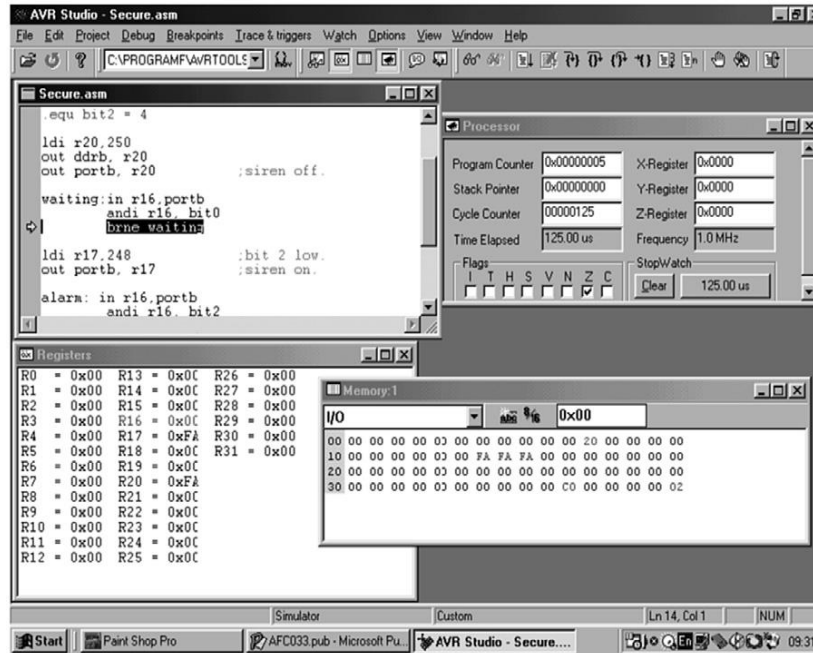 AVR Studio - Secure.asm
File Edit Project Debug Breakpoints Trace & triggers Watch Options View Window Help
C:\PROGRAMF\AVRTOOLS
Secure.asm
.equ bit2 = 4
ldi r20,250
out ddrb, r20
out portb, r20 ;siren off.
waiting:in r16,portb
andi r16, bit0
brne waiting
ldi r17,248 ;bit 2 low.
out portb, r17 ;siren on.
alarm: in r16,portb
andi r16, bit2
Processor
Program Counter 0x00000005 X-Register 0x0000
Stack Pointer 0x00000000 Y-Register 0x0000
Cycle Counter 00000125 Z-Register 0x0000
Time Elapsed 125.00 us Frequency 1.0 MHz
Flags StopWatch
I T H S V N Z C
Clear 125.00 us
Registers
R0 = 0x00 R13 = 0x00 R26 = 0x00
R1 = 0x00 R14 = 0x00 R27 = 0x00
R2 = 0x00 R15 = 0x00 R28 = 0x00
R3 = 0x00 R16 = 0x00 R29 = 0x00
R4 = 0x00 R17 = 0xFA R30 = 0x00
R5 = 0x00 R18 = 0x00 R31 = 0x00
R6 = 0x00 R19 = 0x00
R7 = 0x00 R20 = 0xFA
R8 = 0x00 R21 = 0x00
R9 = 0x00 R22 = 0x00
R10 = 0x00 R23 = 0x00
R11 = 0x00 R24 = 0x00
R12 = 0x00 R25 = 0x00
Memory:1
I/O abc 8/16 0x00
00 00 00 00 00 00 00 00 00 00 00 00 20 00 00 00 00
10 00 00 00 00 00 00 FA FA FA 00 00 00 00 00 00 00
20 00 00 00 00 00 00 00 00 00 00 00 00 00 00 00 00
30 00 00 00 00 00 00 00 00 00 00 C0 00 00 00 00 02
Simulator Custom Ln 14, Col 1 NUM
Start Paint Shop Pro AFC033.pub - Microsoft Pu... AVR Studio - Secure.... En 09:31